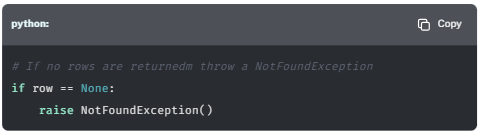 python:
Copy
# If no rows are returnedm throw a NotFoundException
if row == None:
    raise NotFoundException()